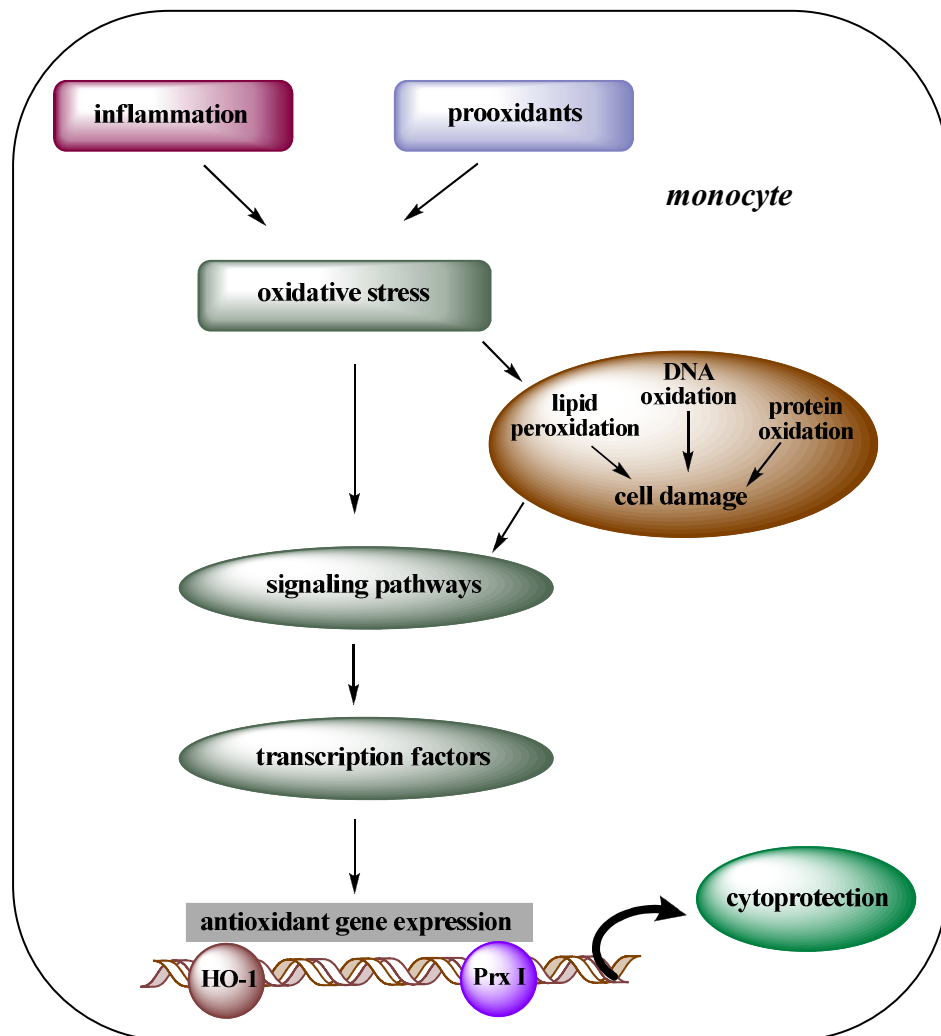 inflammation
prooxidants
monocyte
oxidative stress
DNA
oxidation
lipid
peroxidation
protein
oxidation
cell damage
signaling pathways
transcription factors
cytoprotection
antioxidant gene expression
HO-1
Prx I